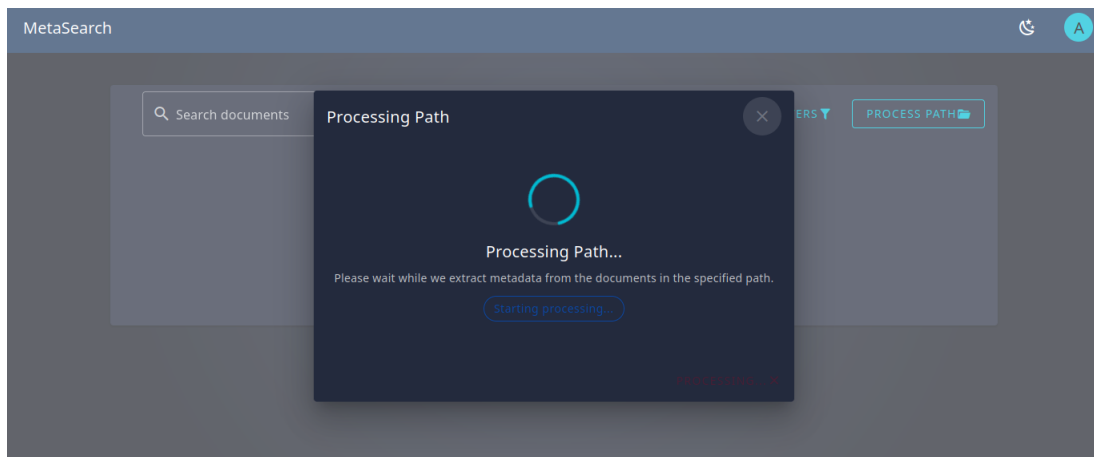 MetaSearch
A
Search documents
ERS
PROCESS PATH
Processing Path
Processing Path...
Please wait while we extract metadata from the documents in the specified path.
Starting processing...